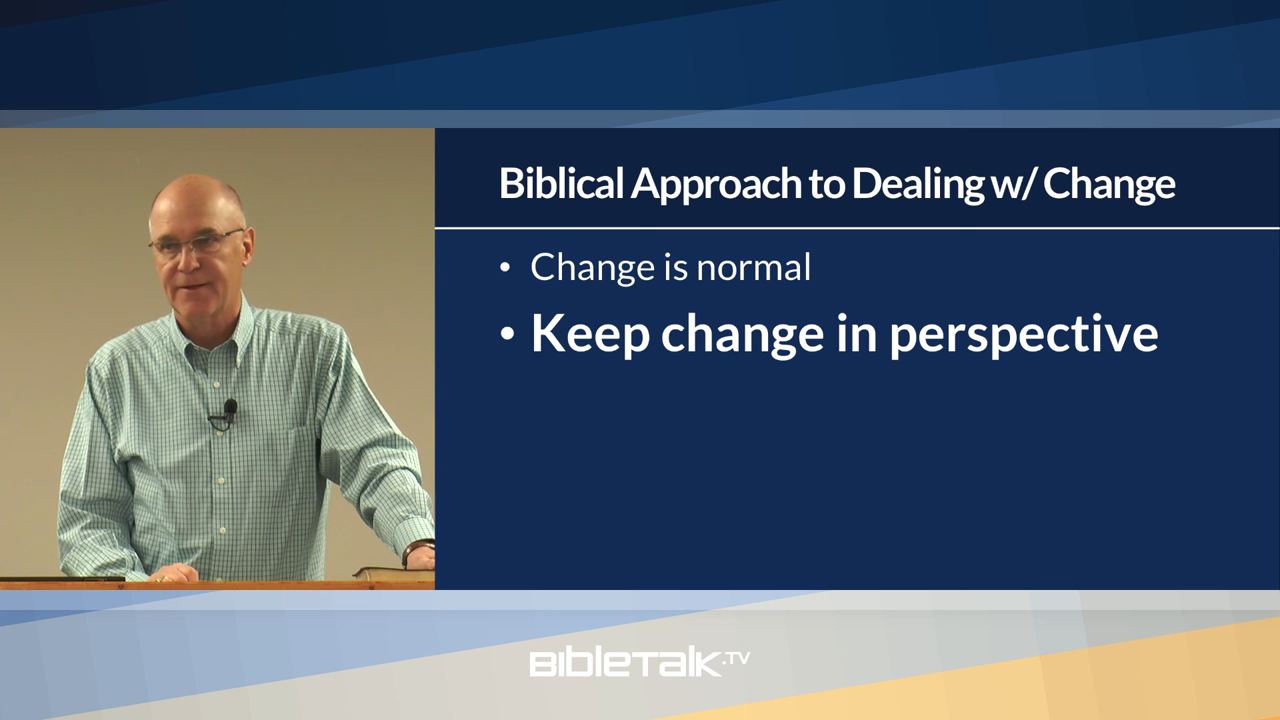 Biblical Approach to Dealing w/ Change
• Change is normal
• Keep change in perspective
BibleTalk.TV